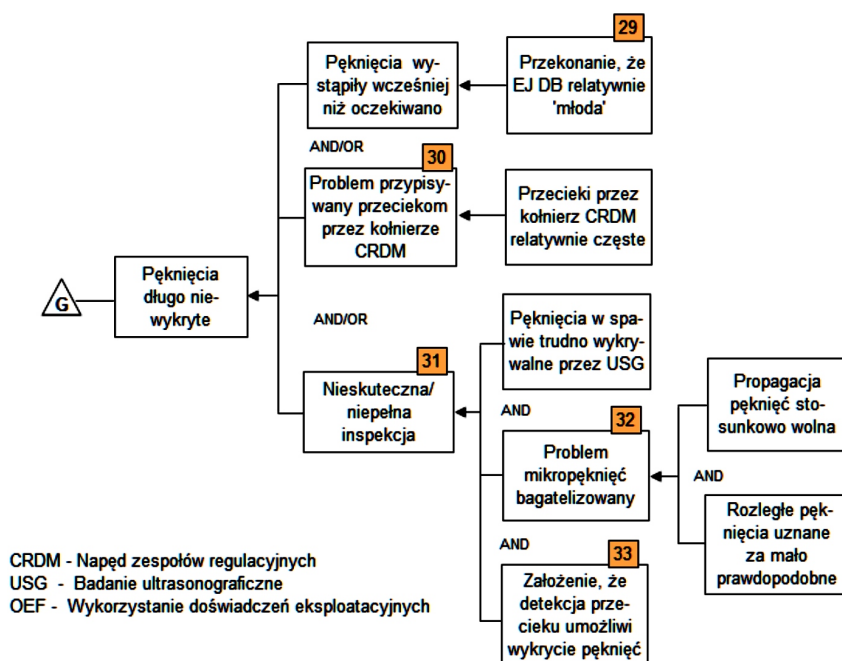 29
Pęknięcia wy-
stąpiły wcześniej
niż oczekiwano
Przekonanie, że
EJ DB relatywnie
'młoda'
AND/OR
30
Problem przypisy-
wany przeciekom
przez kołnierze
CRDM
Przecieki przez
kołnierz CRDM
relatywnie częste
G
Pęknięcia
długo nie-
wykryte
AND/OR
31
Nieskuteczna/
niepełna
inspekcja
Pęknięcia w spa-
wie trudno wykry-
walne przez USG
AND
32
Problem
mikropęknięć
bagatelizowany
Propagacja
pęknięć sto-
sunkowo wolna
AND
Rozległe pęk-
nięcia uznane
za mało
prawdopodobne
AND
33
Założenie, że
detekcja prze-
cieku umożliwi
wykrycie pęknięć
CRDM - Napęd zespołów regulacyjnych
USG - Badanie ultrasonograficzne
OEF - Wykorzystanie doświadczeń eksploatacyjnych